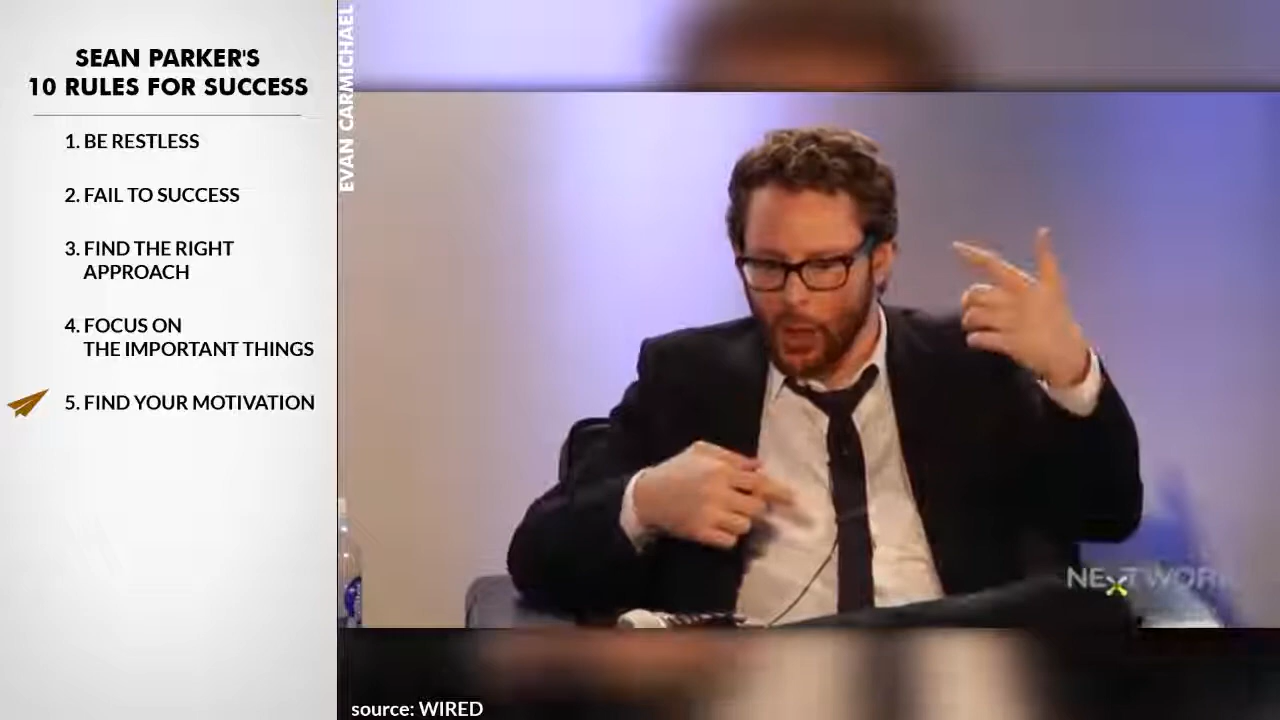 SEAN PARKER'S
10 RULES FOR SUCCESS
1. BE RESTLESS
2. FAIL TO SUCCESS
3. FIND THE RIGHT
APPROACH
4. FOCUS ON
THE IMPORTANT THINGS
5. FIND YOUR MOTIVATION
EVAN CARMICHAEL
NEXTWORK
source: WIRED